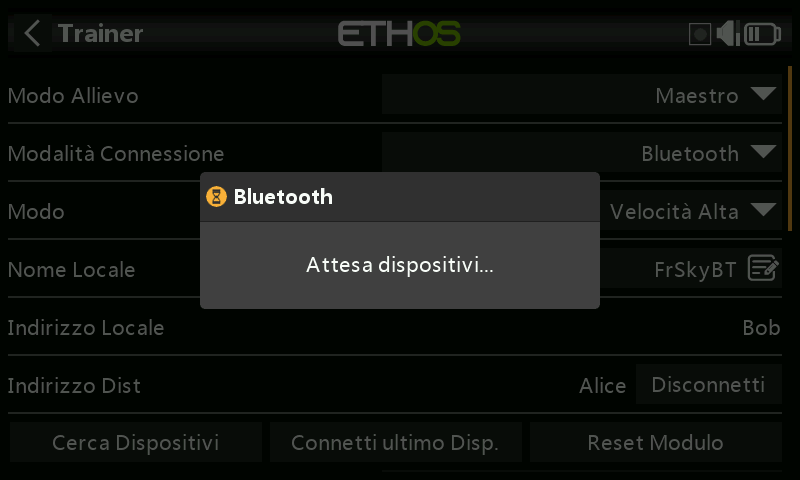 Trainer
ETHOS
Modo Allievo
Maestro
Modalità Connessione
Bluetooth
Modo
Velocità Alta
Bluetooth
Attesa dispositivi...
Nome Locale
FrSkyBT
Indirizzo Locale
Bob
Indirizzo Dist
Alice
Disconnetti
Cerca Dispositivi
Connetti ultimo Disp.
Reset Modulo